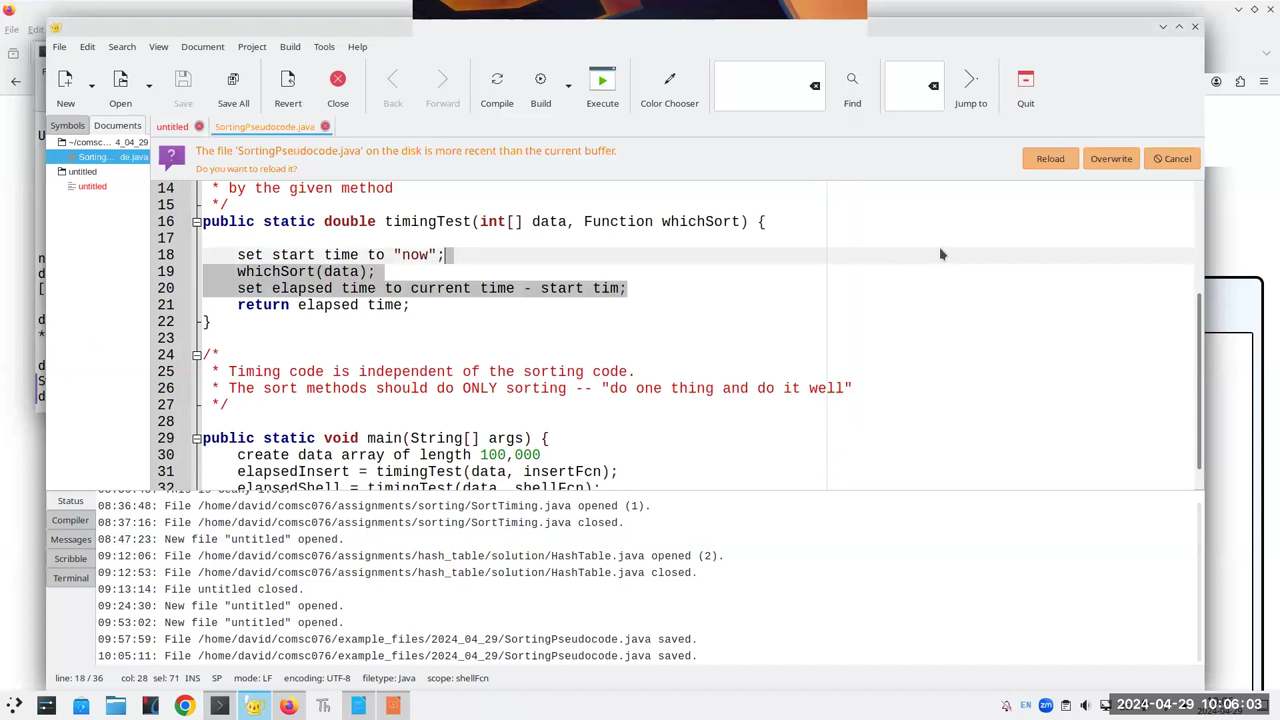 File Edit
File Edit Search View Document Project Build Tools Help
New Open Save Save All Revert Close Back Forward Compile Build Execute Color Chooser Find Jump to Quit
Symbols Documents untitled SortingPseudocode.java
~/comsc... 4_04_29
Sorting... de.java
untitled
untitled
The file 'SortingPseudocode.java' on the disk is more recent than the current buffer.
Do you want to reload it?
Reload Overwrite Cancel
14 * by the given method
15 */
16 public static double timingTest(int[] data, Function whichSort) {
17
18 set start time to "now";
19 whichSort(data);
20 set elapsed time to current time - start tim;
21 return elapsed time;
22 }
23
24 /*
25 * Timing code is independent of the sorting code.
26 * The sort methods should do ONLY sorting -- "do one thing and do it well"
27 */
28
29 public static void main(String[] args) {
30 create data array of length 100,000
31 elapsedInsert = timingTest(data, insertFcn);
32 elapsedShell = timingTest(data, shellFcn);
Status
Compiler
Messages
Scribble
Terminal
08:36:48: File /home/david/comsc076/assignments/sorting/SortTiming.java opened (1).
08:37:16: File /home/david/comsc076/assignments/sorting/SortTiming.java closed.
08:47:23: New file "untitled" opened.
09:12:06: File /home/david/comsc076/assignments/hash_table/solution/HashTable.java opened (2).
09:12:53: File /home/david/comsc076/assignments/hash_table/solution/HashTable.java closed.
09:13:14: File untitled closed.
09:24:30: New file "untitled" opened.
09:53:02: New file "untitled" opened.
09:57:59: File /home/david/comsc076/example_files/2024_04_29/SortingPseudocode.java saved.
10:05:11: File /home/david/comsc076/example_files/2024_04_29/SortingPseudocode.java saved.
line: 18 / 36 col: 28 sel: 71 INS SP mode: LF encoding: UTF-8 filetype: Java scope: shellFcn
Th EN zm 2024-04-29 10:06:03